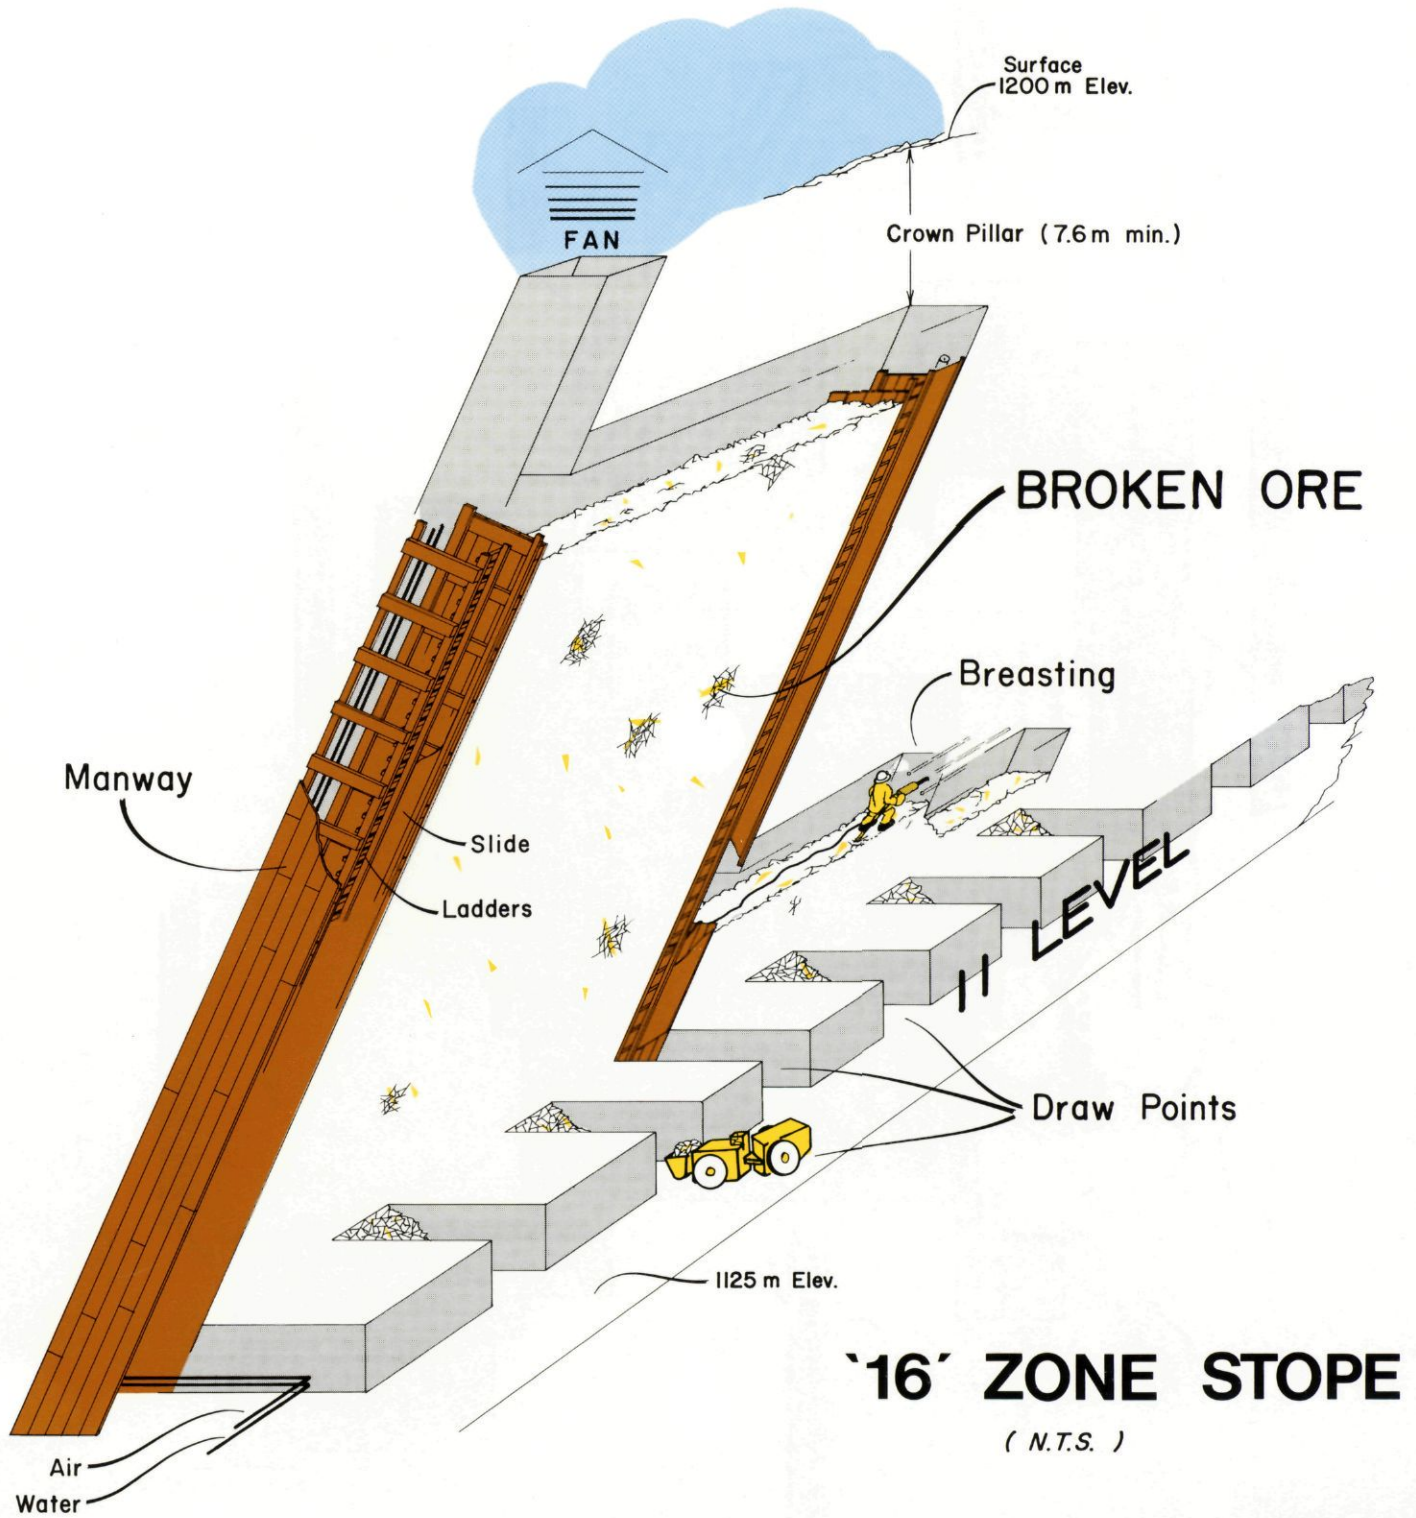 Surface
1200 m Elev.
FAN
Crown Pillar (7.6 m min.)
BROKEN ORE
Breasting
Manway
Slide
Ladders
11 LEVEL
Draw Points
1125 m Elev.
`16´ ZONE STOPE
( N.T.S. )
Air
Water